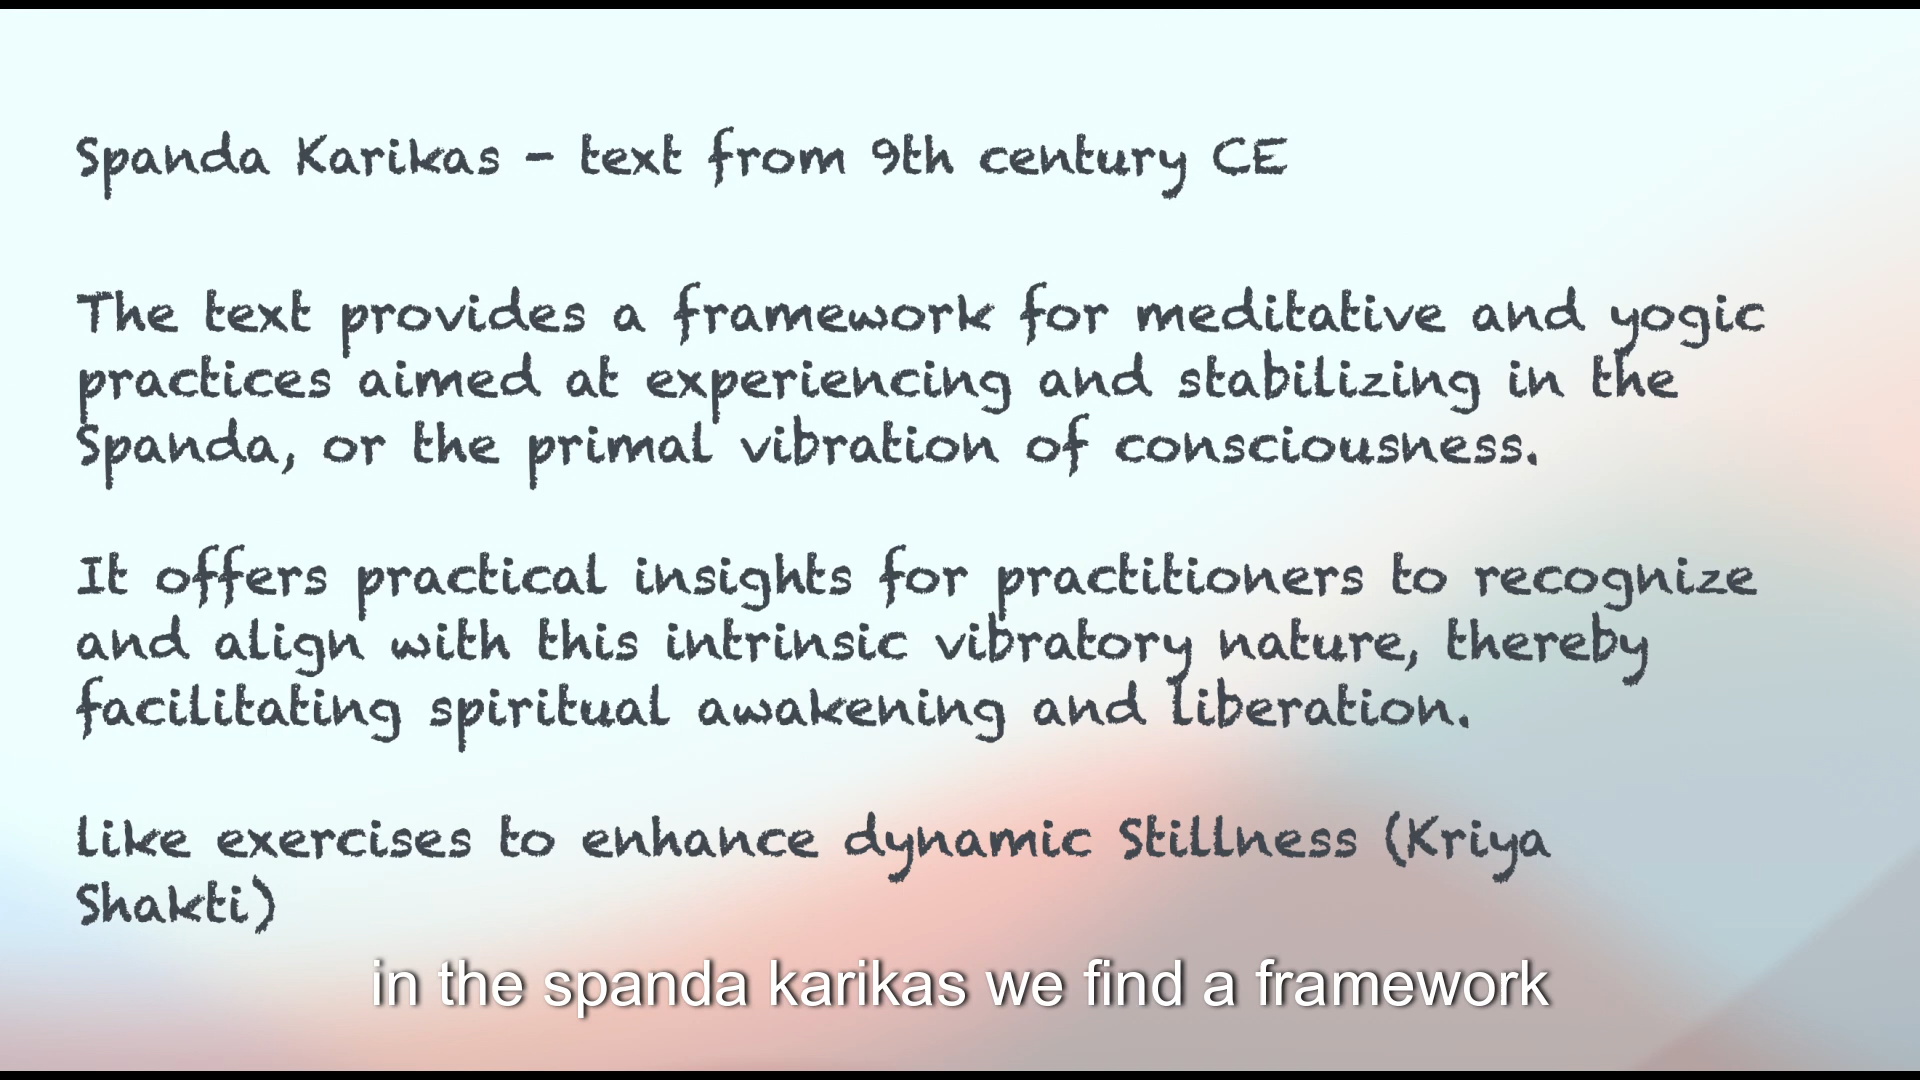 Spanda Karikas - text from 9th century CE
The text provides a framework for meditative and yogic
practices aimed at experiencing and stabilizing in the
Spanda, or the primal vibration of consciousness.
It offers practical insights for practitioners to recognize
and align with this intrinsic vibratory nature, thereby
facilitating spiritual awakening and liberation.
like exercises to enhance dynamic Stillness (Kriya
Shakti)
in the spanda karikas we find a framework